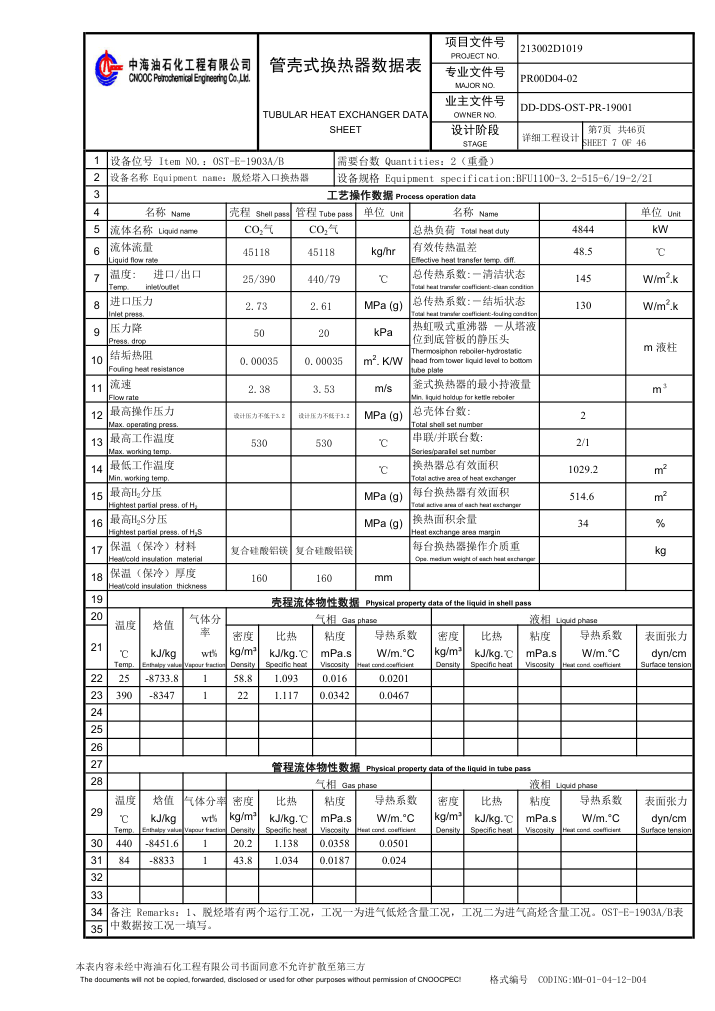 中海油石化工程有限公司
CNOOC Petrochemical Engineering Co.,Ltd.
管壳式换热器数据表
TUBULAR HEAT EXCHANGER DATA
SHEET
项目文件号
PROJECT NO.
213002D1019
专业文件号
MAJOR NO.
PR00D04-02
业主文件号
OWNER NO.
DD-DDS-OST-PR-19001
设计阶段
STAGE
详细工程设计
第7页 共46页
SHEET 7 OF 46
1 设备位号 Item NO.：OST-E-1903A/B 需要台数 Quantities：2（重叠）
2 设备名称 Equipment name：脱烃塔入口换热器 设备规格 Equipment specification:BFU1100-3.2-515-6/19-2/2I
3 工艺操作数据 Process operation data
4 名称 Name 壳程 Shell pass 管程 Tube pass 单位 Unit 名称 Name 单位 Unit
5 流体名称 Liquid name CO2气 CO2气 总热负荷 Total heat duty 4844 kW
6 流体流量 45118 45118 kg/hr 有效传热温差 48.5 ℃
Liquid flow rate Effective heat transfer temp. diff.
7 温度: 进口/出口 25/390 440/79 ℃ 总传热系数:－清洁状态 145 W/m2.k
Temp. inlet/outlet Total heat transfer coefficient:-clean condition
8 进口压力 2.73 2.61 MPa (g) 总传热系数:－结垢状态 130 W/m2.k
Inlet press. Total heat transfer coefficient:-fouling condition
9 压力降 50 20 kPa 热虹吸式重沸器 －从塔液
Press. drop 位到底管板的静压头 m 液柱
10 结垢热阻 0.00035 0.00035 m2. K/W Thermosiphon reboiler-hydrostatic
Fouling heat resistance head from tower liquid level to bottom
tube plate
11 流速 2.38 3.53 m/s 釜式换热器的最小持液量 m3
Flow rate Min. liquid holdup for kettle reboiler
12 最高操作压力 设计压力不低于3.2 设计压力不低于3.2 MPa (g) 总壳体台数: 2
Max. operating press. Total shell set number
13 最高工作温度 530 530 ℃ 串联/并联台数: 2/1
Max. working temp. Series/parallel set number
14 最低工作温度 ℃ 换热器总有效面积 1029.2 m2
Min. working temp. Total active area of heat exchanger
15 最高H2分压 MPa (g) 每台换热器有效面积 514.6 m2
Hightest partial press. of H2 Total active area of each heat exchanger
16 最高H2S分压 MPa (g) 换热面积余量 34 %
Hightest partial press. of H2S Heat exchange area margin
17 保温（保冷）材料 复合硅酸铝镁 复合硅酸铝镁 每台换热器操作介质重 kg
Heat/cold insulation material Ope. medium weight of each heat exchanger
18 保温（保冷）厚度 160 160 mm
Heat/cold insulation thickness
19 壳程流体物性数据 Physical property data of the liquid in shell pass
20 温度 焓值 气体分率 气相 Gas phase 液相 Liquid phase
21 密度 比热 粘度 导热系数 密度 比热 粘度 导热系数 表面张力
℃ kJ/kg wt% kg/m³ kJ/kg.℃ mPa.s W/m.°C kg/m³ kJ/kg.℃ mPa.s W/m.°C dyn/cm
Temp. Enthalpy value Vapour fraction Density Specific heat Viscosity Heat cond.coefficient Density Specific heat Viscosity Heat cond. coefficient Surface tension
22 25 -8733.8 1 58.8 1.093 0.016 0.0201
23 390 -8347 1 22 1.117 0.0342 0.0467
24
25
26
27 管程流体物性数据 Physical property data of the liquid in tube pass
28 气相 Gas phase 液相 Liquid phase
29 温度 焓值 气体分率 密度 比热 粘度 导热系数 密度 比热 粘度 导热系数 表面张力
℃ kJ/kg wt% kg/m³ kJ/kg.℃ mPa.s W/m.°C kg/m³ kJ/kg.℃ mPa.s W/m.°C dyn/cm
Temp. Enthalpy value Vapour fraction Density Specific heat Viscosity Heat cond. coefficient Density Specific heat Viscosity Heat cond. coefficient Surface tension
30 440 -8451.6 1 20.2 1.138 0.0358 0.0501
31 84 -8833 1 43.8 1.034 0.0187 0.024
32
33
34 备注 Remarks：1、脱烃塔有两个运行工况，工况一为进气低烃含量工况，工况二为进气高烃含量工况。OST-E-1903A/B表
35 中数据按工况一填写。
本表内容未经中海油石化工程有限公司书面同意不允许扩散至第三方
The documents will not be copied, forwarded, disclosed or used for other purposes without permission of CNOOCPEC! 格式编号 CODING:MM-01-04-12-D04